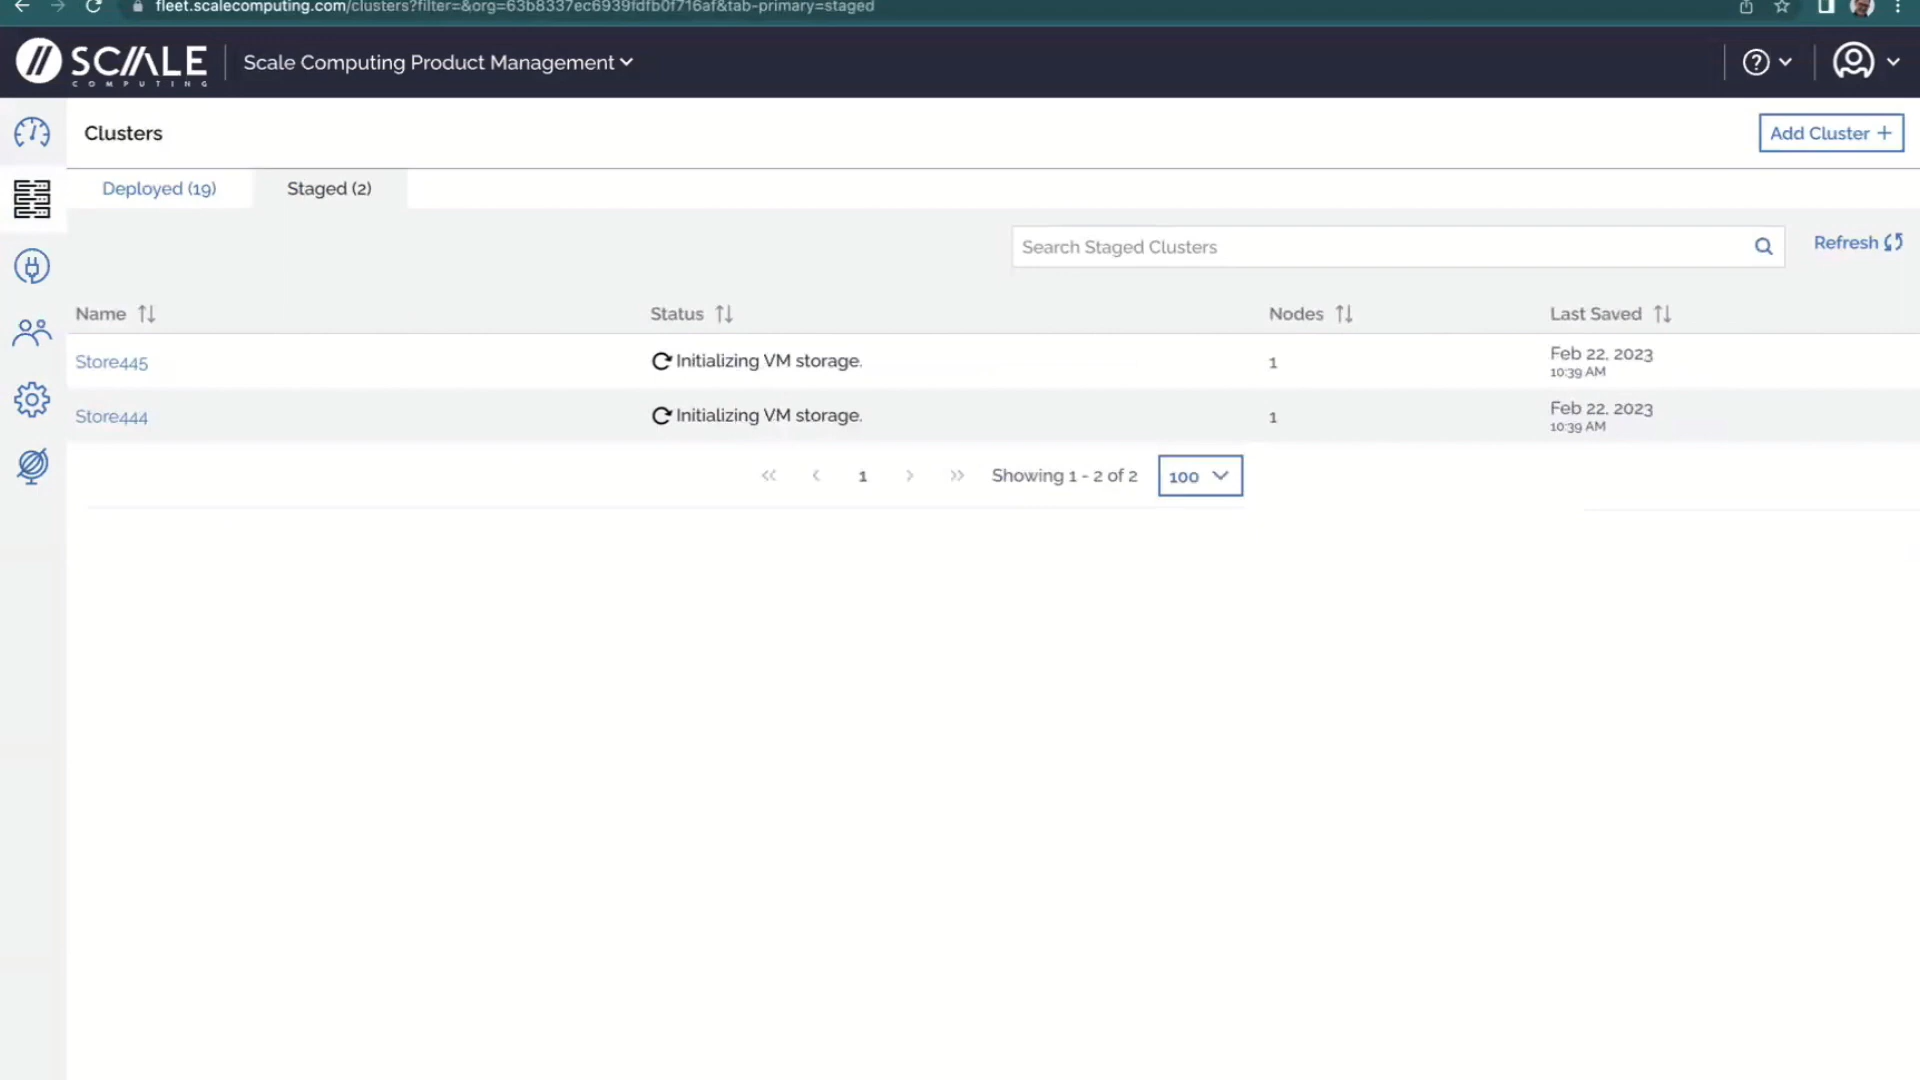 fleet.scalecomputing.com/clusters?filter=&org=63b8337ec6939fdfb0f716af&tab-primary=staged
SCALE
COMPUTING
Scale Computing Product Management
Clusters
Add Cluster +
Deployed (19)
Staged (2)
Search Staged Clusters
Refresh
Name
Status
Nodes
Last Saved
Store445
Initializing VM storage.
1
Feb 22, 2023
10:39 AM
Store444
Initializing VM storage.
1
Feb 22, 2023
10:39 AM
1
Showing 1 - 2 of 2
100